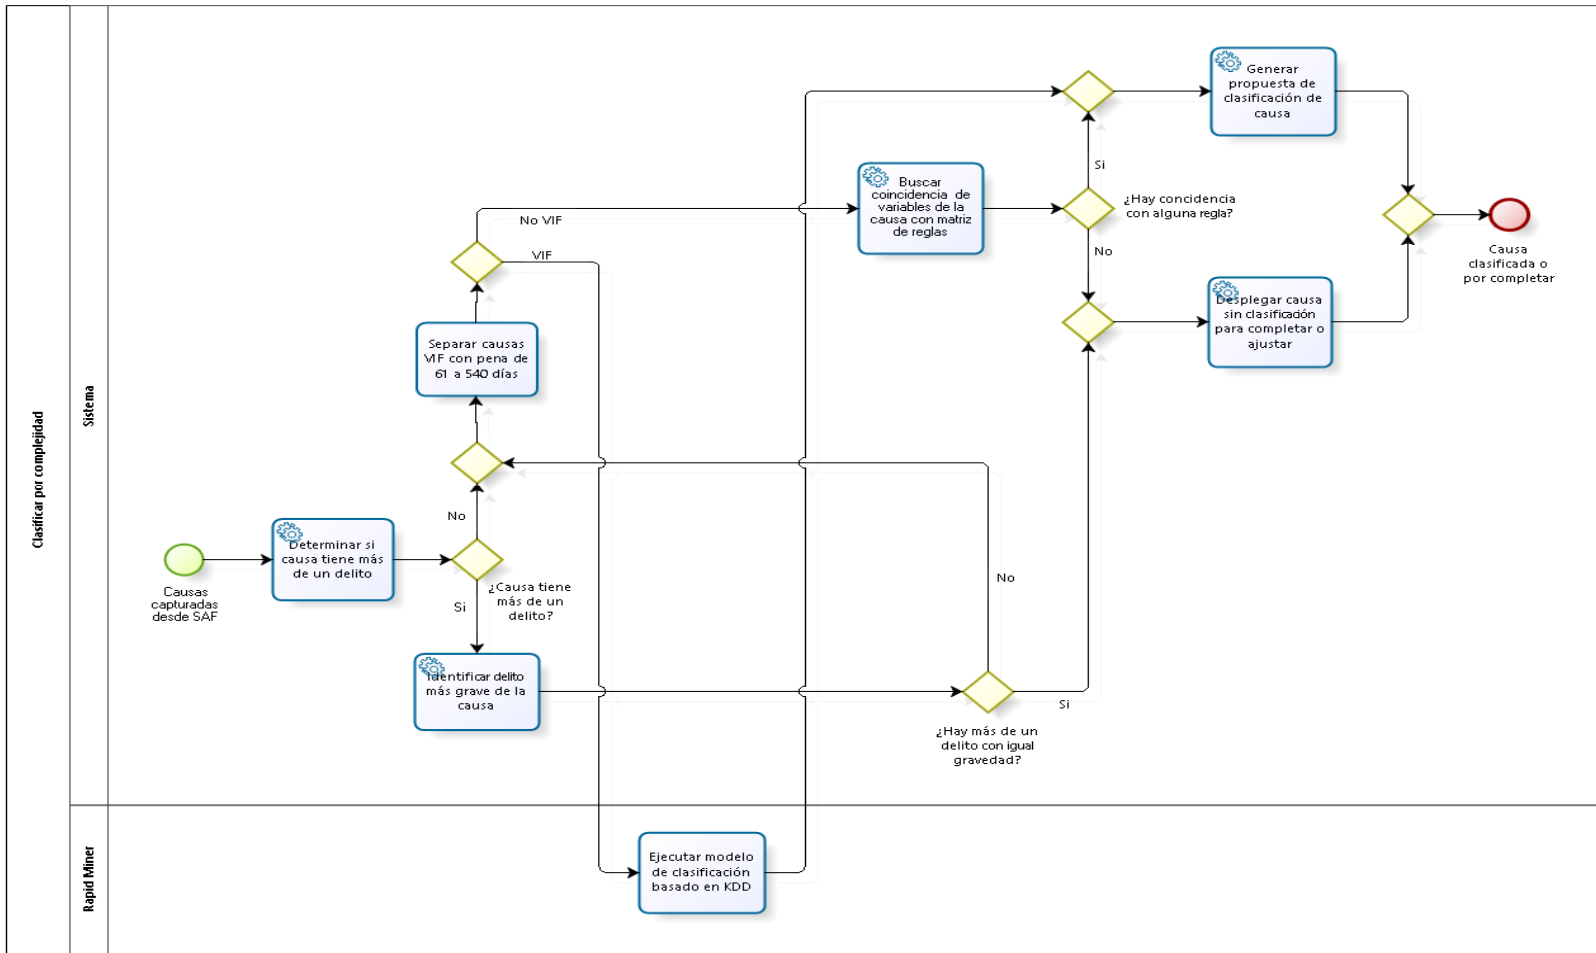 Clasificar por complejidad
Sistema
Rapid Miner
Causas
capturadas
desde SAF
Determinar si
causa tiene más
de un delito
¿Causa tiene
más de un
delito?
No
Si
Identificar delito
más grave de la
causa
Separar causas
VIF con pena de
61 a 540 días
No VIF
VIF
Ejecutar modelo
de clasificación
basado en KDD
¿Hay más de un
delito con igual
gravedad?
No
Si
Buscar
coincidencia de
variables de la
causa con matriz
de reglas
¿Hay concidencia
con alguna regla?
Si
No
Generar
propuesta de
clasificación de
causa
Desplegar causa
sin clasificación
para completar o
ajustar
Causa
clasificada o
por completar